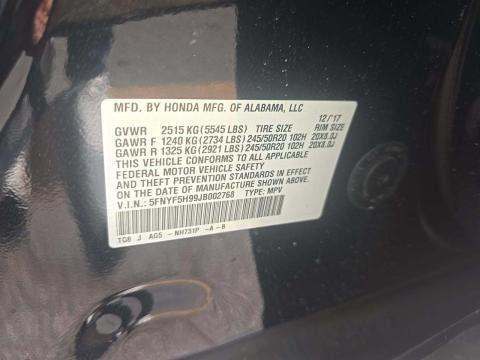 MFD. BY HONDA MFG. OF ALABAMA, LLC
12/'17
GVWR 2515 KG (5545 LBS) TIRE SIZE RIM SIZE
GAWR F 1240 KG (2734 LBS) 245/50R20 102H 20X8.0J
GAWR R 1325 KG (2921 LBS) 245/50R20 102H 20X8.0J
THIS VEHICLE CONFORMS TO ALL APPLICABLE
FEDERAL MOTOR VEHICLE SAFETY
AND THEFT PREVENTION STANDARDS IN EFFECT
ON THE DATE OF MANUFACTURE SHOWN ABOVE.
V.I.N.: 5FNYF5H99JB002768 TYPE: MPV
TG8 J AG5 - NH731P -A -B